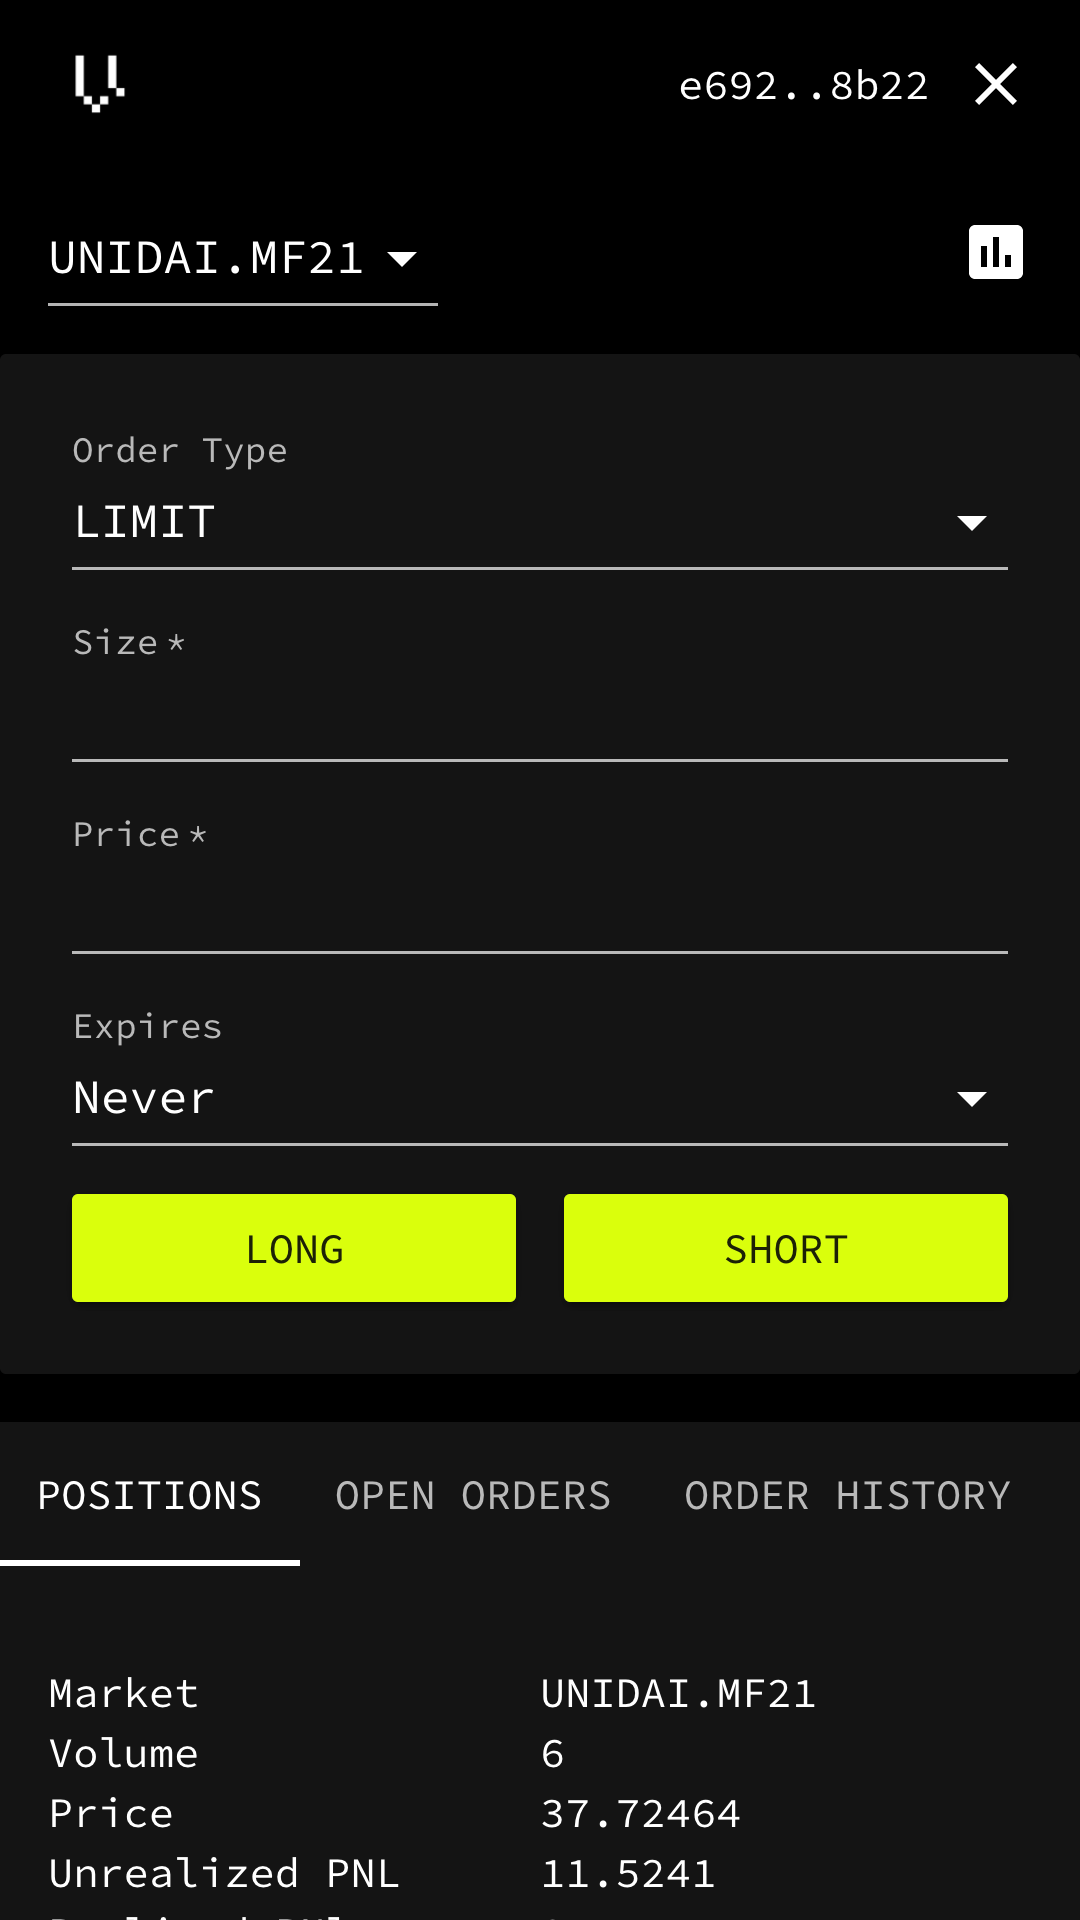 e692..8b22
UNIDAI.MF21
Order Type
LIMIT
Size *
Price *
Expires
Never
LONG SHORT
POSITIONS OPEN ORDERS ORDER HISTORY
Market UNIDAI.MF21
Volume 6
Price 37.72464
Unrealized PNL 11.5241